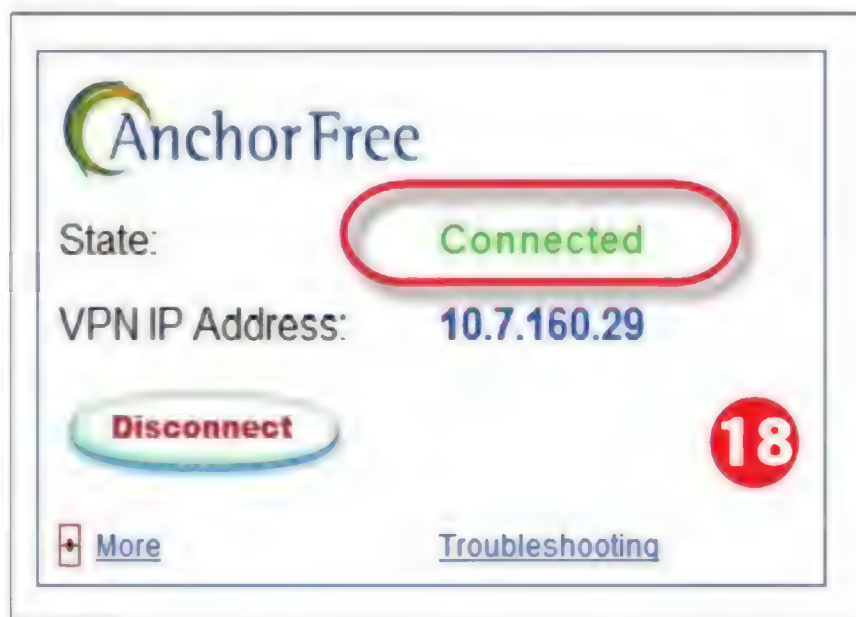 AnchorFree
State: Connected
VPN IP Address: 10.7.160.29
Disconnect
18
More Troubleshooting